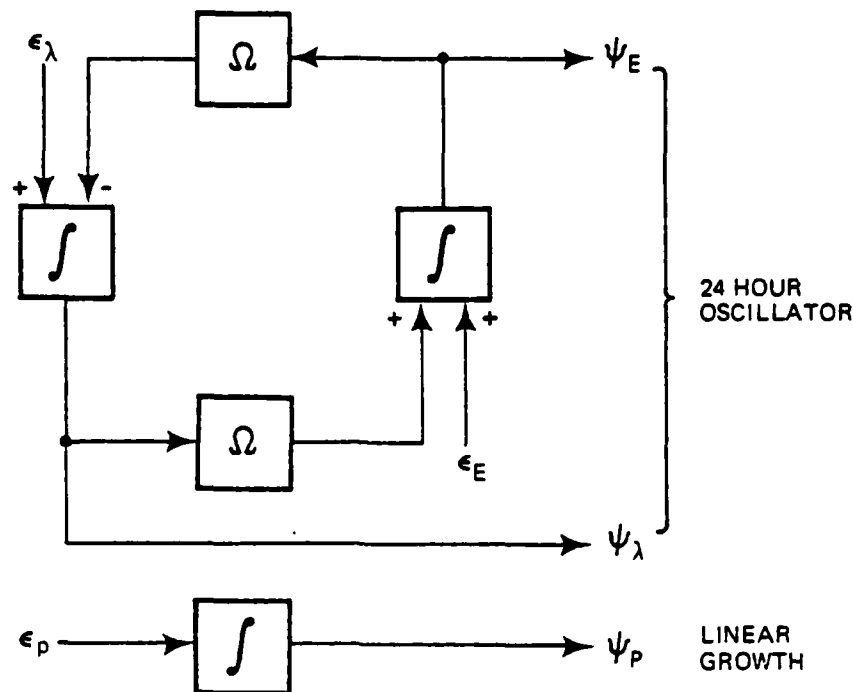 ϵλ
Ω
ψE
+
-
∫
∫
24 HOUR
OSCILLATOR
+
+
Ω
ϵE
ψλ
ϵP
∫
ψP
LINEAR
GROWTH